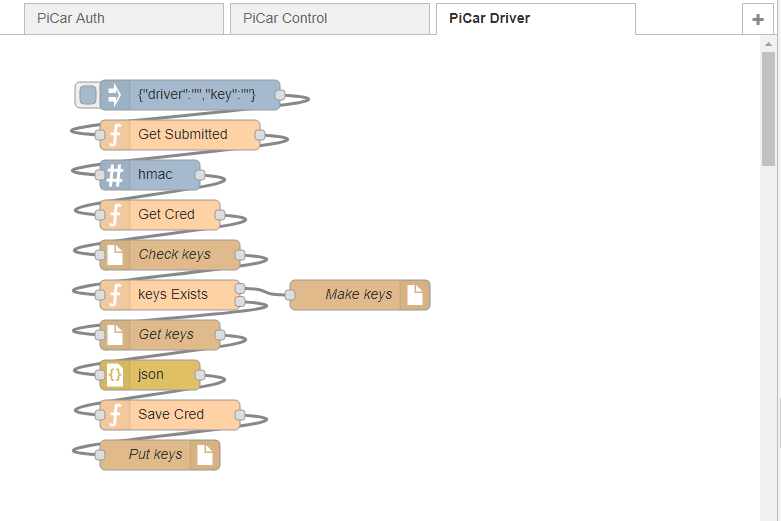 PiCar Auth
PiCar Control
PiCar Driver
{"driver":"","key":""}
Get Submitted
hmac
Get Cred
Check keys
keys Exists
Make keys
Get keys
json
Save Cred
Put keys